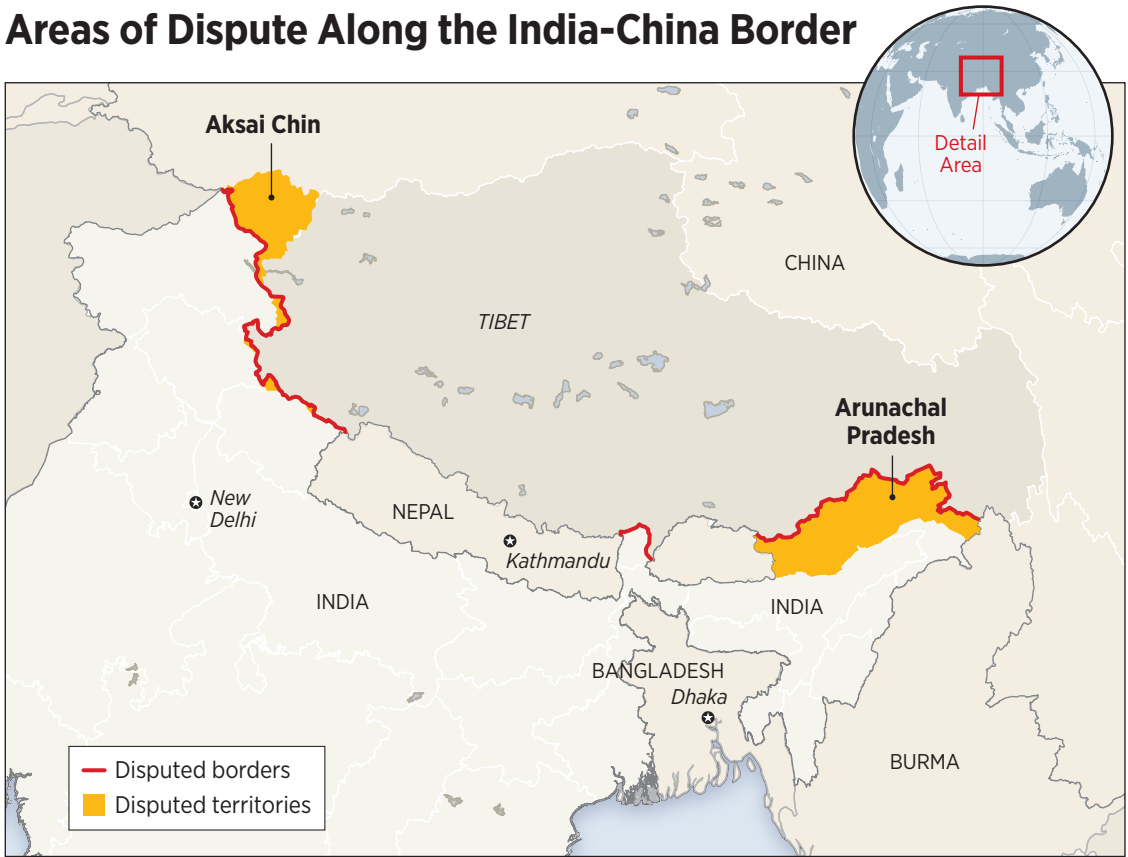 Areas of Dispute Along the India-China Border
Detail
Area
Aksai Chin
CHINA
TIBET
Arunachal
Pradesh
New
Delhi
NEPAL
Kathmandu
INDIA
INDIA
BANGLADESH
Dhaka
BURMA
Disputed borders
Disputed territories